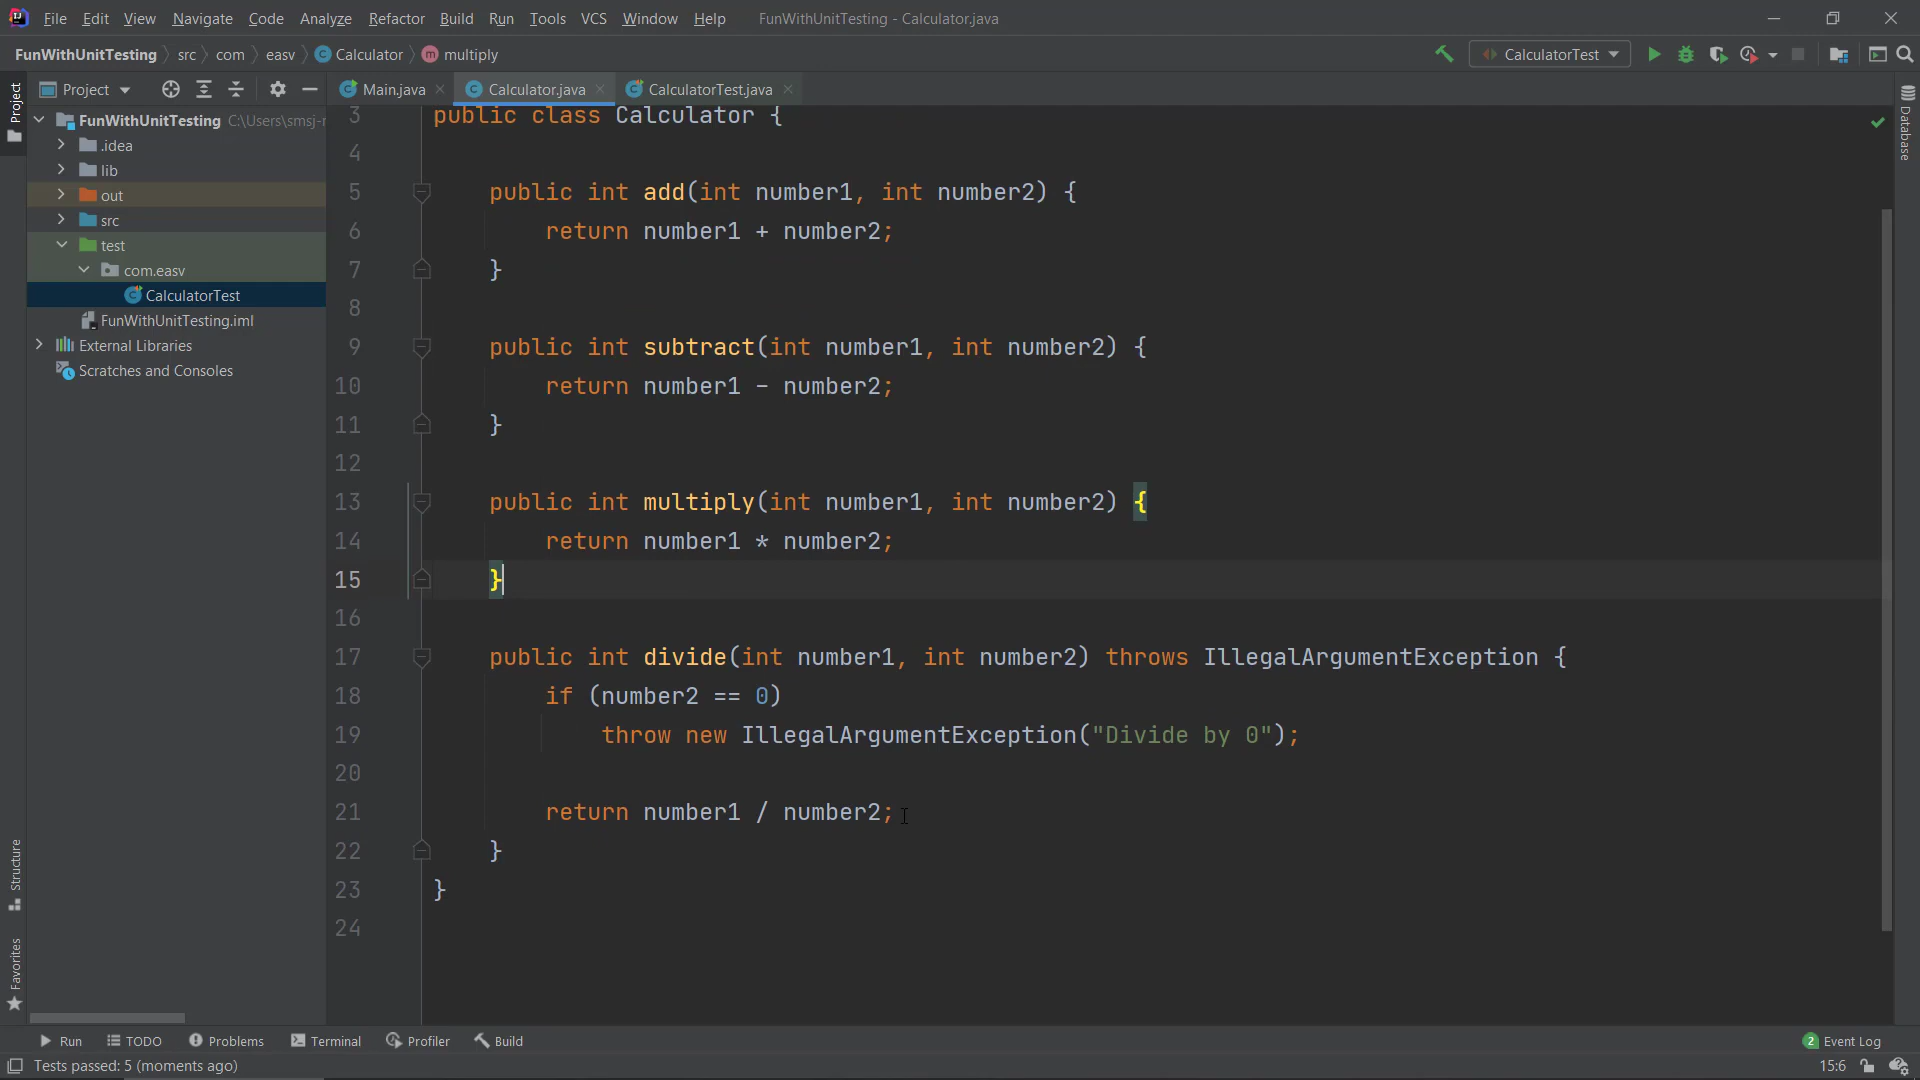 File Edit View Navigate Code Analyze Refactor Build Run Tools VCS Window Help FunWithUnitTesting - Calculator.java
FunWithUnitTesting src com easv Calculator m multiply CalculatorTest
Project Main.java Calculator.java CalculatorTest.java
Project
FunWithUnitTesting C:\Users\smsj-r
.idea
lib
out
src
test
com.easv
CalculatorTest
FunWithUnitTesting.iml
External Libraries
Scratches and Consoles
3 public class Calculator {
4
5 public int add(int number1, int number2) {
6 return number1 + number2;
7 }
8
9 public int subtract(int number1, int number2) {
10 return number1 - number2;
11 }
12
13 public int multiply(int number1, int number2) {
14 return number1 * number2;
15 }
16
17 public int divide(int number1, int number2) throws IllegalArgumentException {
18 if (number2 == 0)
19 throw new IllegalArgumentException("Divide by 0");
20
21 return number1 / number2;
22 }
23 }
24
Database
Structure
Favorites
Run TODO Problems Terminal Profiler Build 2 Event Log
Tests passed: 5 (moments ago) 15:6